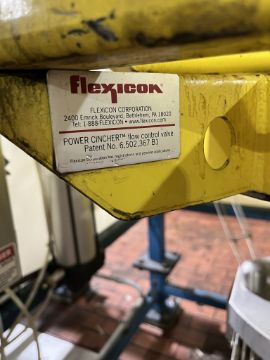 flexicon
FLEXICON CORPORATION
2400 Emrick Boulevard, Bethlehem, PA 18020
Tel: 1-888-FLEXICON • www.flexicon.com
POWER CINCHER™ flow control valve
Patent No. 6,502,367 B1
FLEX